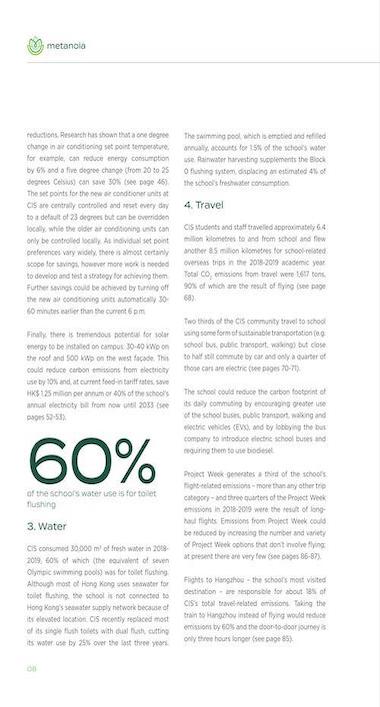 metanoia
reductions. Research has shown that a one degree
change in air conditioning set point temperature,
for example, can reduce energy consumption
by 6% and a five degree change (from 20 to 25
degrees Celsius) can save 30% (see page 46).
The set points for the new air conditioner units at
CIS are centrally controlled and reset every day
to a default of 23 degrees but can be overridden
locally, while the older air conditioning units can
only be controlled locally. As individual set point
preferences vary widely, there is almost certainly
scope for savings, however more work is needed
to develop and test a strategy for achieving them.
Further savings could be achieved by turning off
the new air conditioning units automatically 30-
60 minutes earlier than the current 6 p.m.
Finally, there is tremendous potential for solar
energy to be installed on campus: 30-40 kWp on
the roof and 500 kWp on the west façade. This
could reduce carbon emissions from electricity
use by 10% and, at current feed-in tariff rates, save
HK$ 1.25 million per annum or 40% of the school's
annual electricity bill from now until 2033 (see
pages 52-53).
60%
of the school's water use is for toilet
flushing
3. Water
CIS consumed 30,000 m³ of fresh water in 2018-
2019, 60% of which (the equivalent of seven
Olympic swimming pools) was for toilet flushing.
Although most of Hong Kong uses seawater for
toilet flushing, the school is not connected to
Hong Kong's seawater supply network because of
its elevated location. CIS recently replaced most
of its single flush toilets with dual flush, cutting
its water use by 25% over the last three years.
The swimming pool, which is emptied and refilled
annually, accounts for 1.5% of the school's water
use. Rainwater harvesting supplements the Block
0 flushing system, displacing an estimated 4% of
the school's freshwater consumption.
4. Travel
CIS students and staff travelled approximately 6.4
million kilometres to and from school and flew
another 8.5 million kilometres for school-related
overseas trips in the 2018-2019 academic year.
Total CO₂ emissions from travel were 1,617 tons,
90% of which are the result of flying (see page
68).
Two thirds of the CIS community travel to school
using some form of sustainable transportation (e.g.
school bus, public transport, walking) but close
to half still commute by car and only a quarter of
those cars are electric (see pages 70-71).
The school could reduce the carbon footprint of
its daily commuting by encouraging greater use
of the school buses, public transport, walking and
electric vehicles (EVs), and by lobbying the bus
company to introduce electric school buses and
requiring them to use biodiesel.
Project Week generates a third of the school's
flight-related emissions – more than any other trip
category – and three quarters of the Project Week
emissions in 2018-2019 were the result of long-
haul flights. Emissions from Project Week could
be reduced by increasing the number and variety
of Project Week options that don't involve flying;
at present there are very few (see pages 86-87).
Flights to Hangzhou – the school's most visited
destination – are responsible for about 18% of
CIS's total travel-related emissions. Taking the
train to Hangzhou instead of flying would reduce
emissions by 60% and the door-to-door journey is
only three hours longer (see page 85).
08